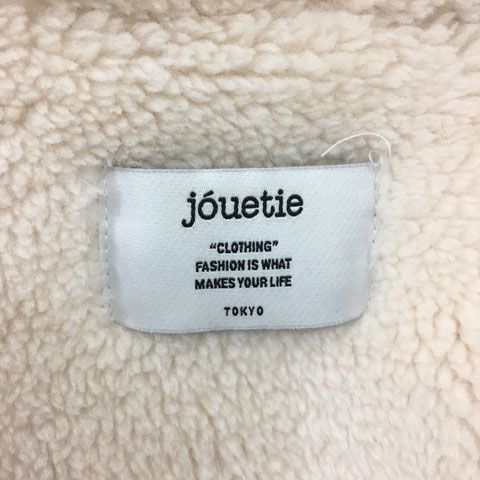 jóuetie
“CLOTHING”
FASHION IS WHAT
MAKES YOUR LIFE
TOKYO